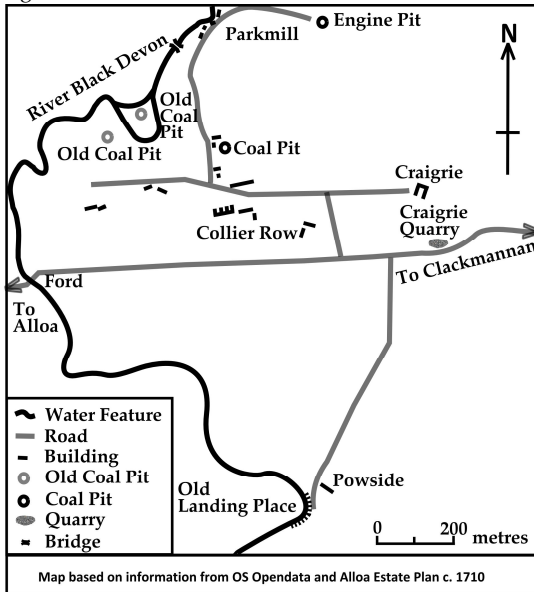 Engine Pit
Parkmill
N
River Black Devon
Old
Coal
Pit
Old Coal Pit
Coal Pit
Craigrie
Craigrie
Quarry
Collier Row
To Clackmannan
Ford
To
Alloa
Water Feature
Road
Building
Old Coal Pit
Coal Pit
Quarry
Bridge
Old
Landing Place
Powside
0 200
metres
Map based on information from OS Opendata and Alloa Estate Plan c. 1710